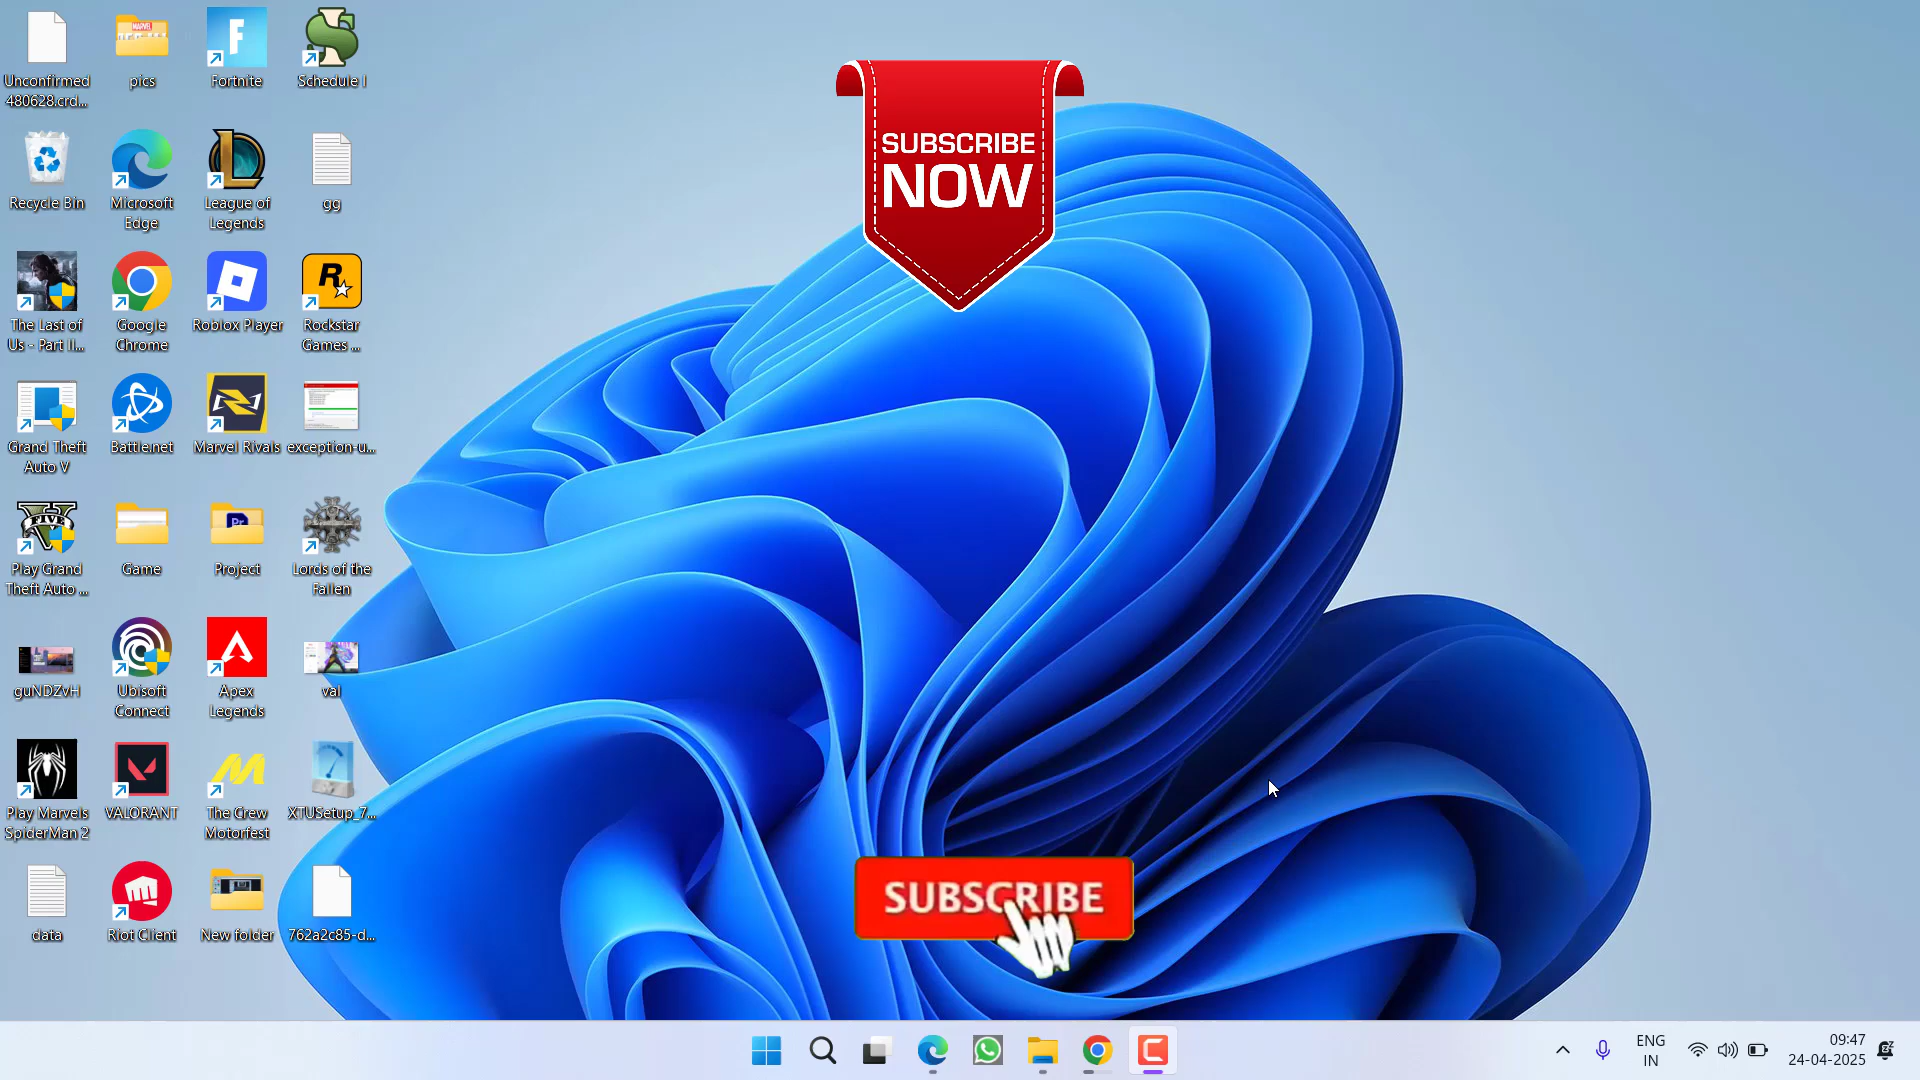 Unconfirmed
480628.crd...
pics
Fortnite
Schedule I
Recycle Bin
Microsoft
Edge
League of
Legends
gg
The Last of
Us - Part II...
Google
Chrome
Roblox Player
Rockstar
Games ...
Grand Theft
Auto V
Battle.net
Marvel Rivals
exception-u...
Play Grand
Theft Auto ...
Game
Project
Lords of the
Fallen
guNDZvH
Ubisoft
Connect
Apex
Legends
val
Play Marvels
SpiderMan 2
VALORANT
The Crew
Motorfest
XTUSetup_7...
data
Riot Client
New folder
762a2c85-d...
SUBSCRIBE
NOW
SUBSCRIBE
ENG
IN
09:47
24-04-2025
MARVEL
FIVE
Pr